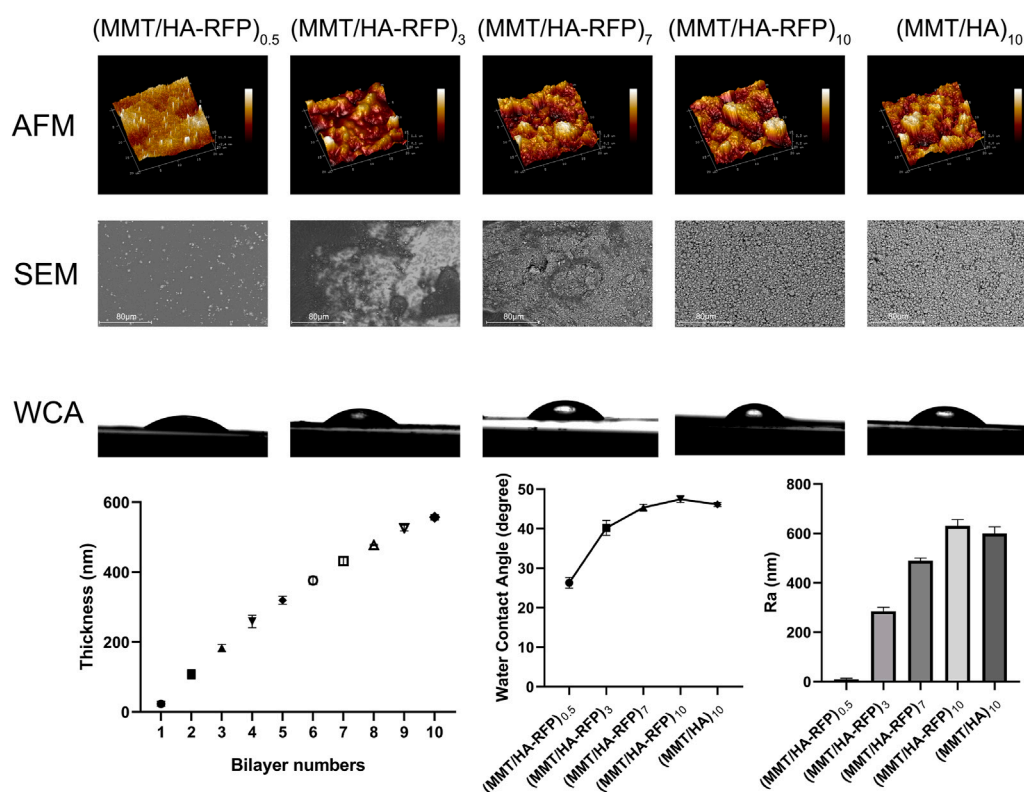 (MMT/HA-RFP)0.5 (MMT/HA-RFP)3 (MMT/HA-RFP)7 (MMT/HA-RFP)10 (MMT/HA)10
AFM
SEM
80μm 80μm 80μm 80μm 80μm
WCA
Thickness (nm)
600
400
200
0
1 2 3 4 5 6 7 8 9 10
Bilayer numbers
Water Contact Angle (degree)
50
40
30
20
10
0
(MMT/HA-RFP)0.5
(MMT/HA-RFP)3
(MMT/HA-RFP)7
(MMT/HA-RFP)10
(MMT/HA)10
Ra (nm)
800
600
400
200
0
(MMT/HA-RFP)0.5
(MMT/HA-RFP)3
(MMT/HA-RFP)7
(MMT/HA-RFP)10
(MMT/HA)10